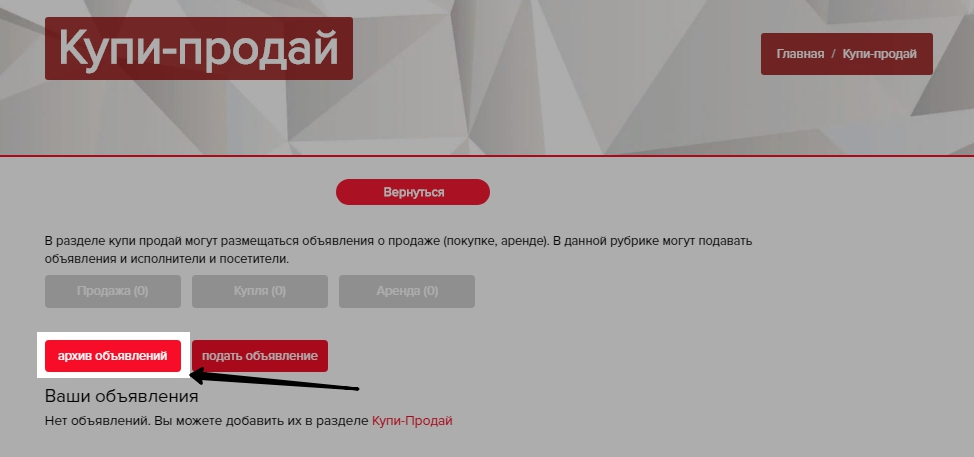 Купи-продай
Главная / Купи-продай
Вернуться
В разделе купи продай могут размещаться объявления о продаже (покупке, аренде). В данной рубрике могут подавать
объявления и исполнители и посетители.
Продажа (0) Купля (0) Аренда (0)
архив объявлений подать объявление
Ваши объявления
Нет объявлений. Вы можете добавить их в разделе Купи-Продай